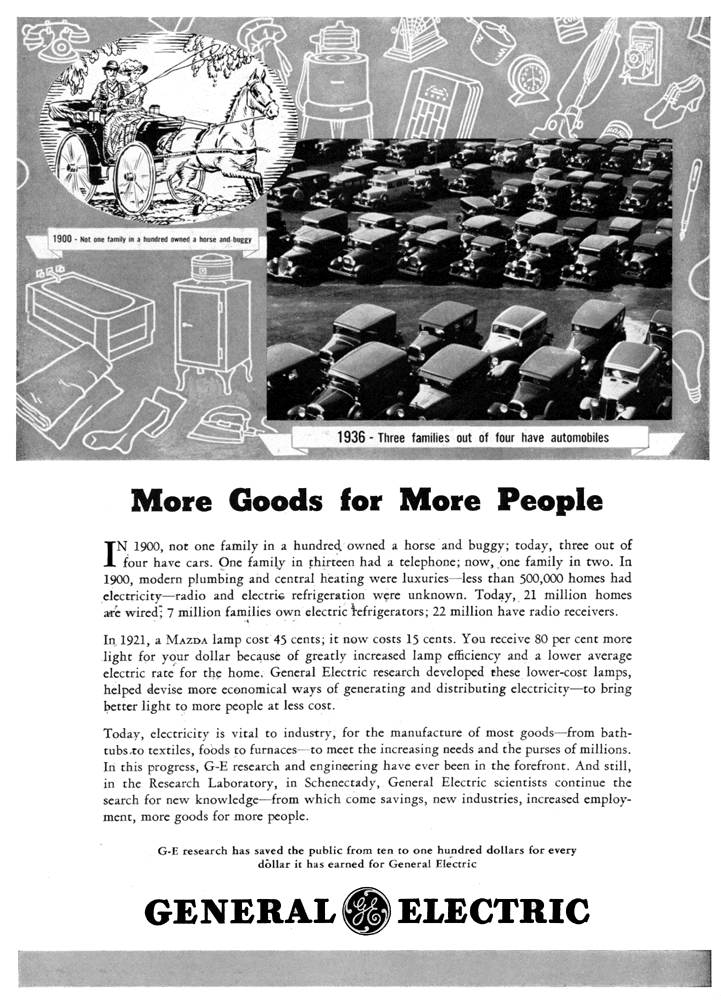 1900 - Not one family in a hundred owned a horse and buggy
1936 - Three families out of four have automobiles
More Goods for More People
IN 1900, not one family in a hundred owned a horse and buggy; today, three out of
four have cars. One family in thirteen had a telephone; now, one family in two. In
1900, modern plumbing and central heating were luxuries—less than 500,000 homes had
electricity—radio and electric refrigeration were unknown. Today, 21 million homes
are wired; 7 million families own electric refrigerators; 22 million have radio receivers.
In 1921, a MAZDA lamp cost 45 cents; it now costs 15 cents. You receive 80 per cent more
light for your dollar because of greatly increased lamp efficiency and a lower average
electric rate for the home. General Electric research developed these lower-cost lamps,
helped devise more economical ways of generating and distributing electricity—to bring
better light to more people at less cost.
Today, electricity is vital to industry, for the manufacture of most goods—from bath-
tubs to textiles, foods to furnaces—to meet the increasing needs and the purses of millions.
In this progress, G-E research and engineering have ever been in the forefront. And still,
in the Research Laboratory, in Schenectady, General Electric scientists continue the
search for new knowledge—from which come savings, new industries, increased employ-
ment, more goods for more people.
G-E research has saved the public from ten to one hundred dollars for every
dollar it has earned for General Electric
GENERAL GE ELECTRIC